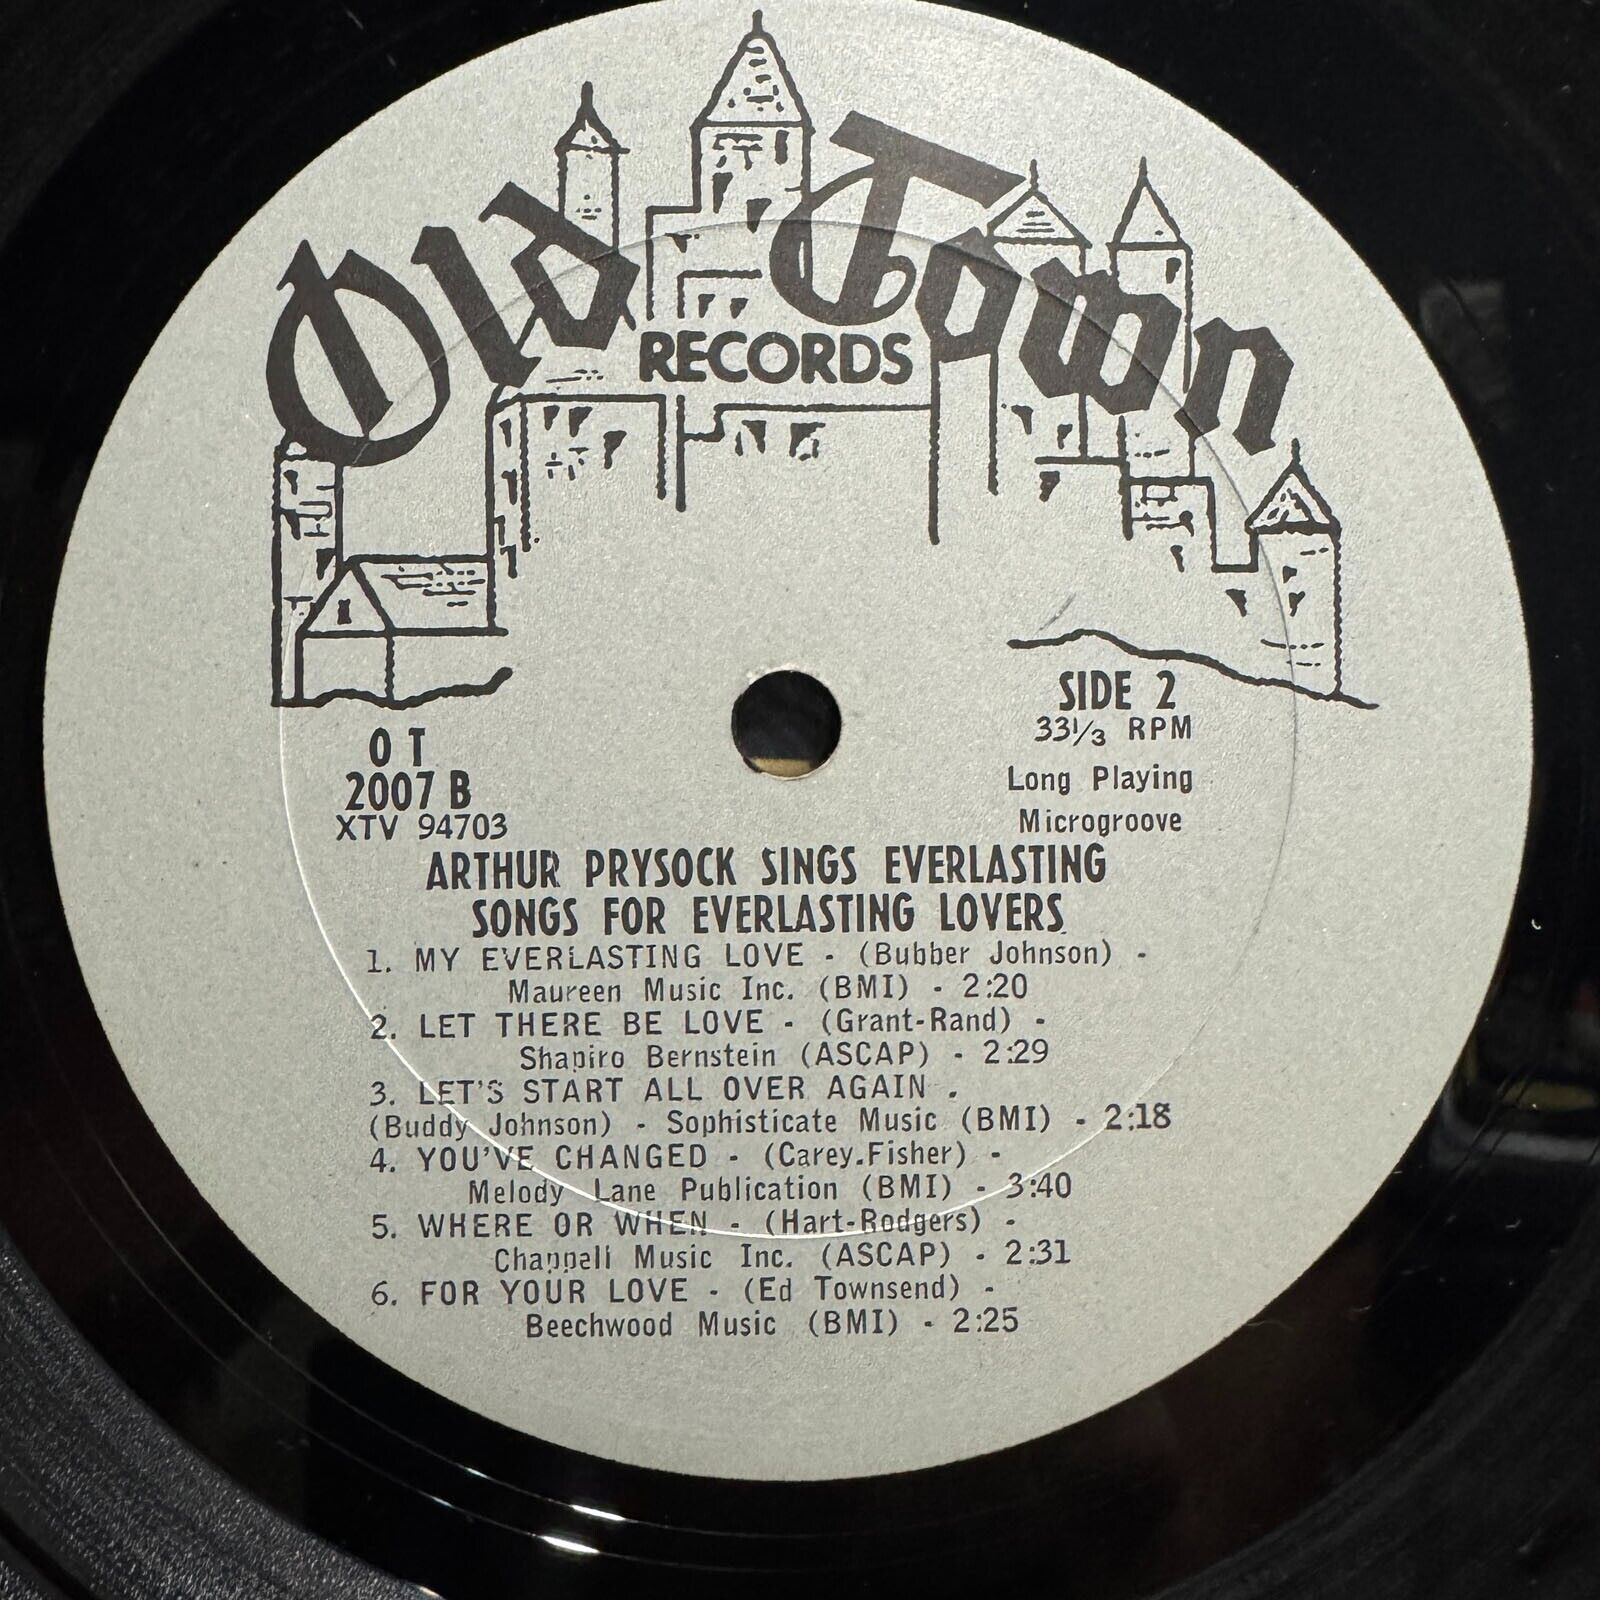 Old Town
RECORDS
SIDE 2
33 1/3 RPM
Long Playing
Microgroove
O T
2007 B
XTV 94703
ARTHUR PRYSOCK SINGS EVERLASTING
SONGS FOR EVERLASTING LOVERS
1. MY EVERLASTING LOVE - (Bubber Johnson) -
Maureen Music Inc. (BMI) - 2:20
2. LET THERE BE LOVE - (Grant-Rand) -
Shapiro Bernstein (ASCAP) - 2:29
3. LET'S START ALL OVER AGAIN .
(Buddy Johnson) - Sophisticate Music (BMI) - 2:18
4. YOU'VE CHANGED - (Carey.Fisher) -
Melody Lane Publication (BMI) - 3:40
5. WHERE OR WHEN - (Hart-Rodgers) -
Chappell Music Inc. (ASCAP) - 2:31
6. FOR YOUR LOVE - (Ed Townsend) -
Beechwood Music (BMI) - 2:25